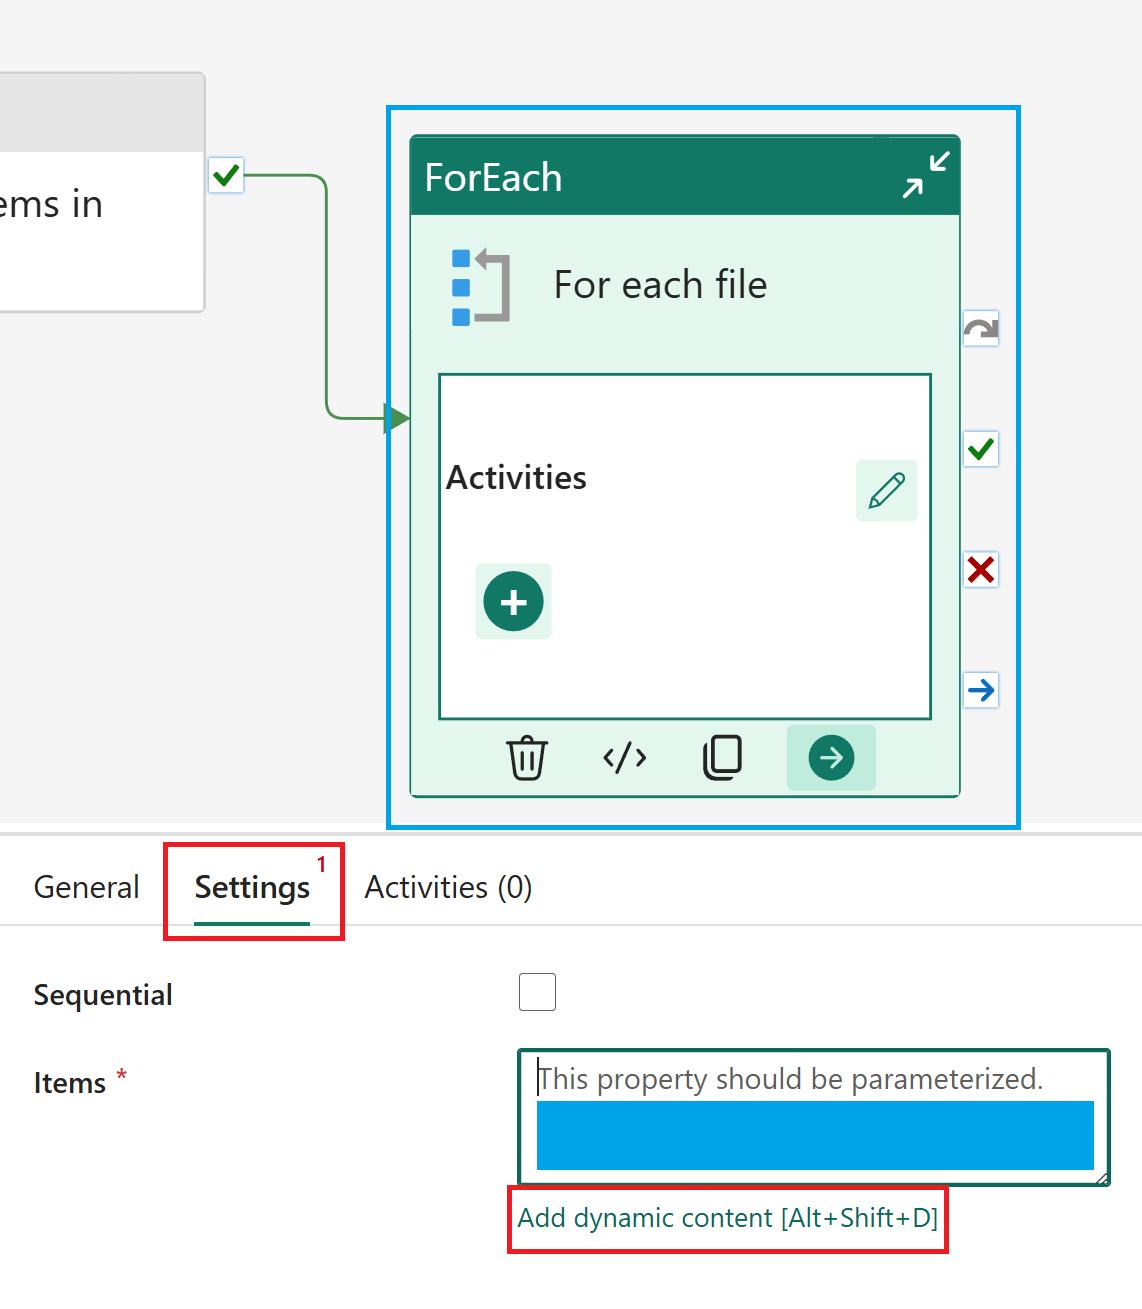 ems in
ForEach
For each file
Activities
General
Settings 1
Activities (0)
Sequential
Items *
This property should be parameterized.
Add dynamic content [Alt+Shift+D]